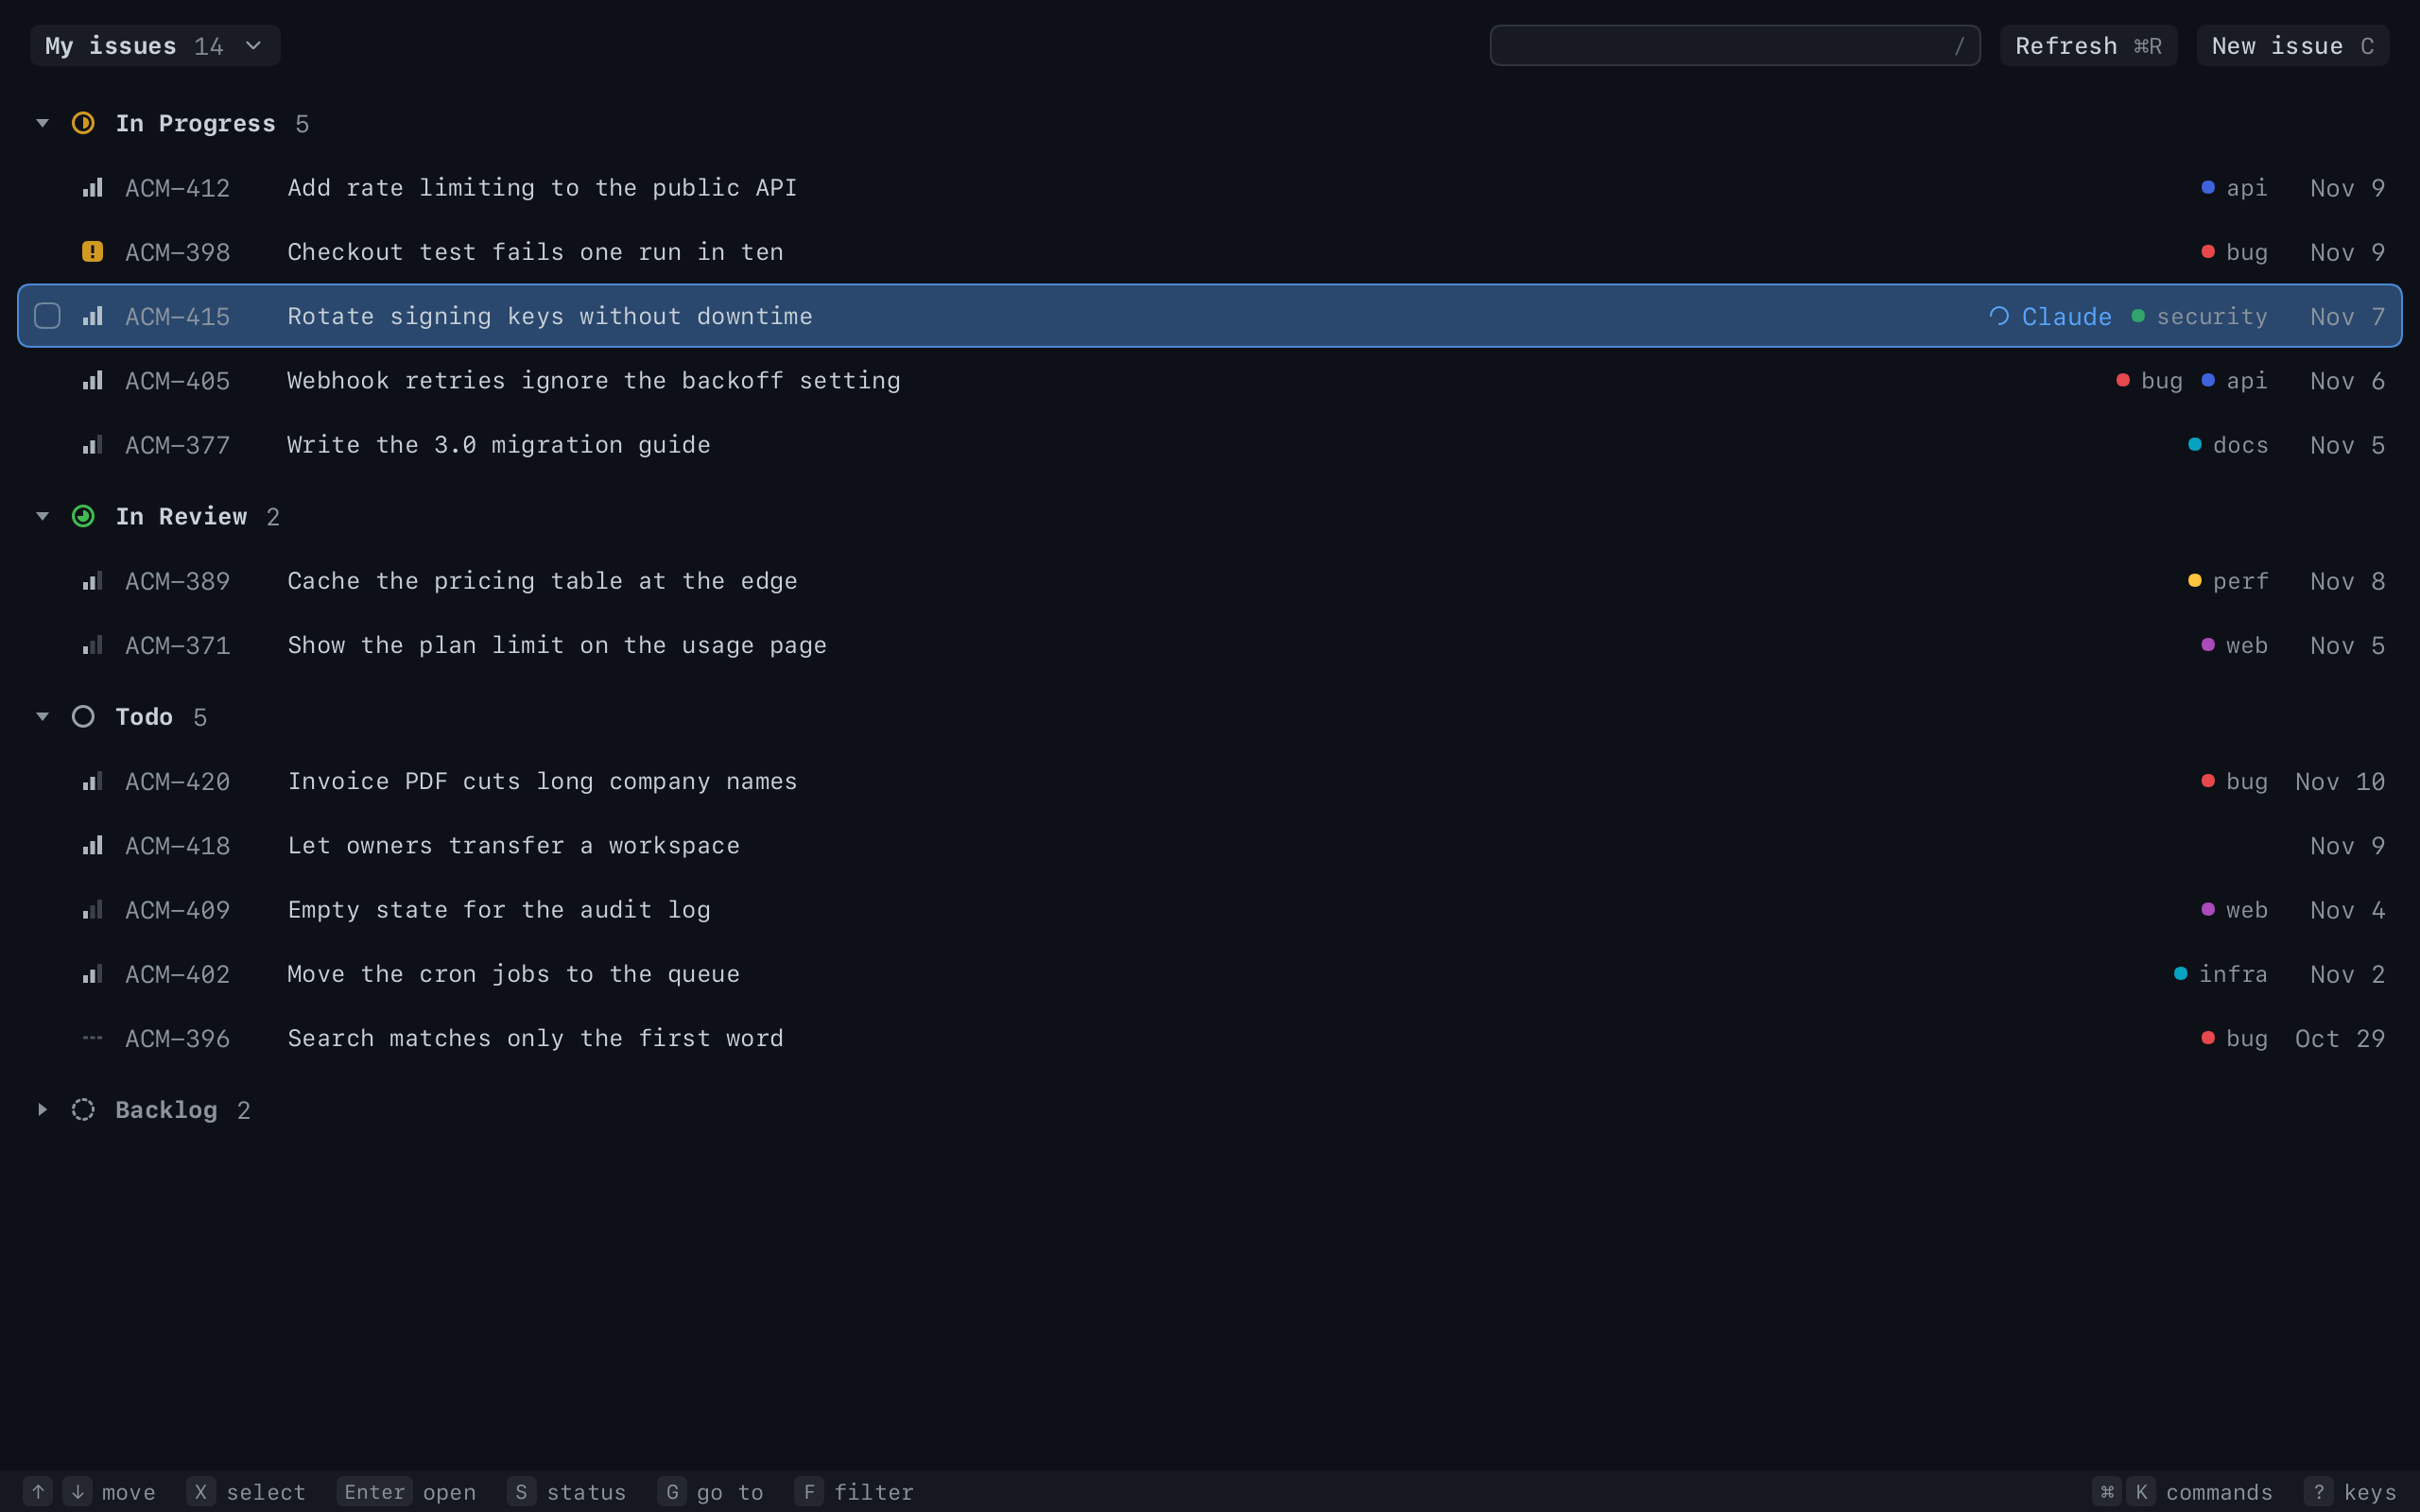 My issues 14 / Refresh ⌘R New issue C
In Progress 5
ACM-412 Add rate limiting to the public API api Nov 9
ACM-398 Checkout test fails one run in ten bug Nov 9
ACM-415 Rotate signing keys without downtime Claude security Nov 7
ACM-405 Webhook retries ignore the backoff setting bug api Nov 6
ACM-377 Write the 3.0 migration guide docs Nov 5
In Review 2
ACM-389 Cache the pricing table at the edge perf Nov 8
ACM-371 Show the plan limit on the usage page web Nov 5
Todo 5
ACM-420 Invoice PDF cuts long company names bug Nov 10
ACM-418 Let owners transfer a workspace Nov 9
ACM-409 Empty state for the audit log web Nov 4
ACM-402 Move the cron jobs to the queue infra Nov 2
ACM-396 Search matches only the first word bug Oct 29
Backlog 2
↑ ↓ move X select Enter open S status G go to F filter ⌘ K commands ? keys